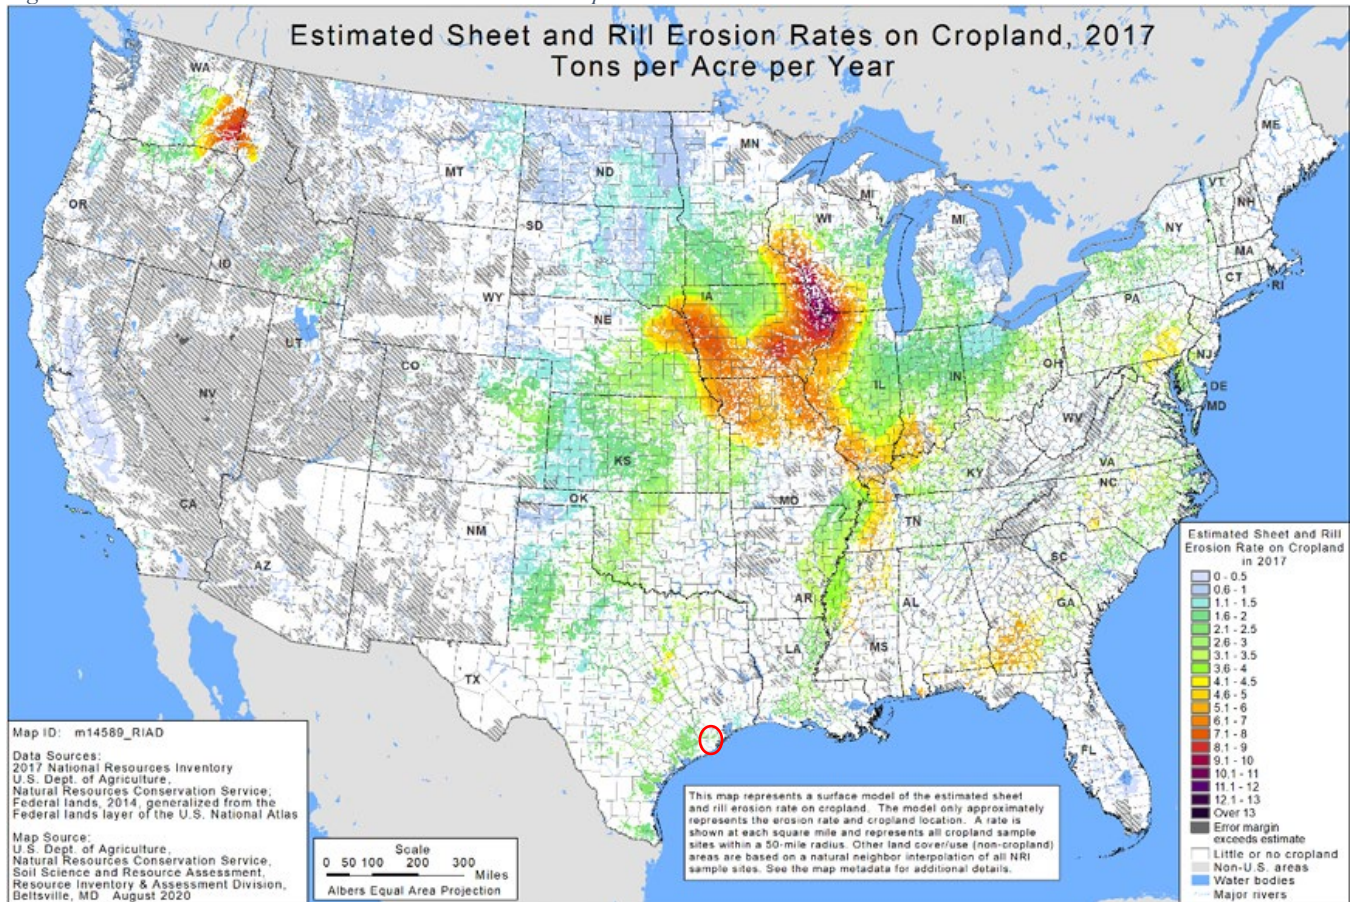 Estimated Sheet and Rill Erosion Rates on Cropland, 2017
Tons per Acre per Year
WA
MT
ND
MN
ME
OR
ID
SD
WI
MI
MI
VT
NH
NY
MA
CT
RI
WY
IA
NE
PA
NJ
UT
CO
NV
IL
IN
OH
DE
MD
WV
KS
KY
VA
CA
OK
MO
NC
NM
TN
AZ
SC
AR
AL
GA
LA
MS
TX
FL
Map ID: m14589_RIAD
Data Sources:
2017 National Resources Inventory
U.S. Dept. of Agriculture,
Natural Resources Conservation Service;
Federal lands, 2014, generalized from the
Federal lands layer of the U.S. National Atlas
Map Source:
U.S. Dept. of Agriculture,
Natural Resources Conservation Service,
Soil Science and Resource Assessment,
Resource Inventory & Assessment Division,
Beltsville, MD August 2020
Scale
0 50 100 200 300
Miles
Albers Equal Area Projection
This map represents a surface model of the estimated sheet
and rill erosion rate on cropland. The model only approximately
represents the erosion rate and cropland location. A rate is
shown at each square mile and represents all cropland sample
sites within a 50-mile radius. Other land cover/use (non-cropland)
areas are based on a natural neighbor interpolation of all NRI
sample sites. See the map metadata for additional details.
Estimated Sheet and Rill
Erosion Rate on Cropland
in 2017
0 - 0.5
0.6 - 1
1.1 - 1.5
1.6 - 2
2.1 - 2.5
2.6 - 3
3.1 - 3.5
3.6 - 4
4.1 - 4.5
4.6 - 5
5.1 - 6
6.1 - 7
7.1 - 8
8.1 - 9
9.1 - 10
10.1 - 11
11.1 - 12
12.1 - 13
Over 13
Error margin
exceeds estimate
Little or no cropland
Non-U.S. areas
Water bodies
Major rivers